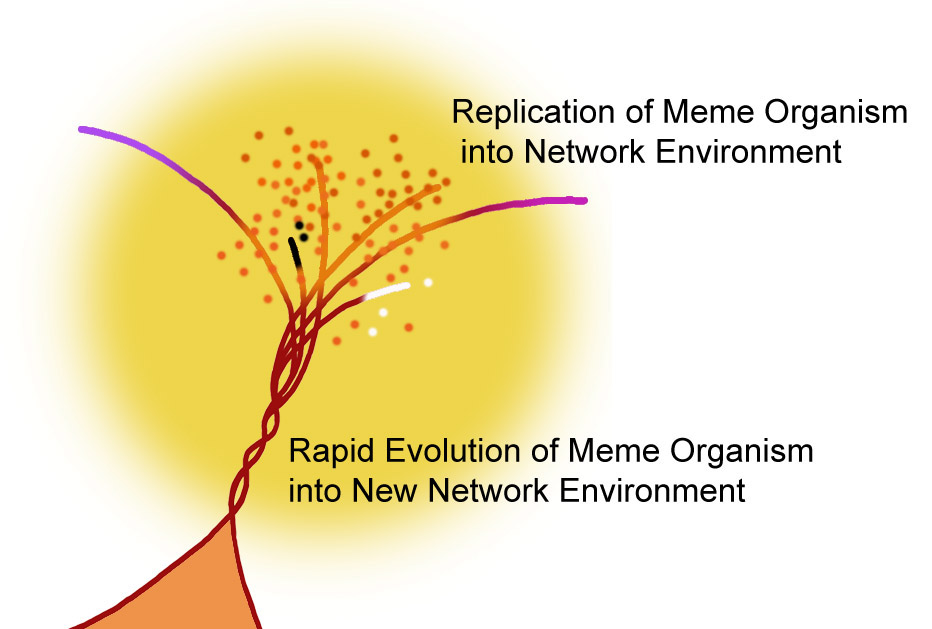 Replication of Meme Organism
into Network Environment
Rapid Evolution of Meme Organism
into New Network Environment